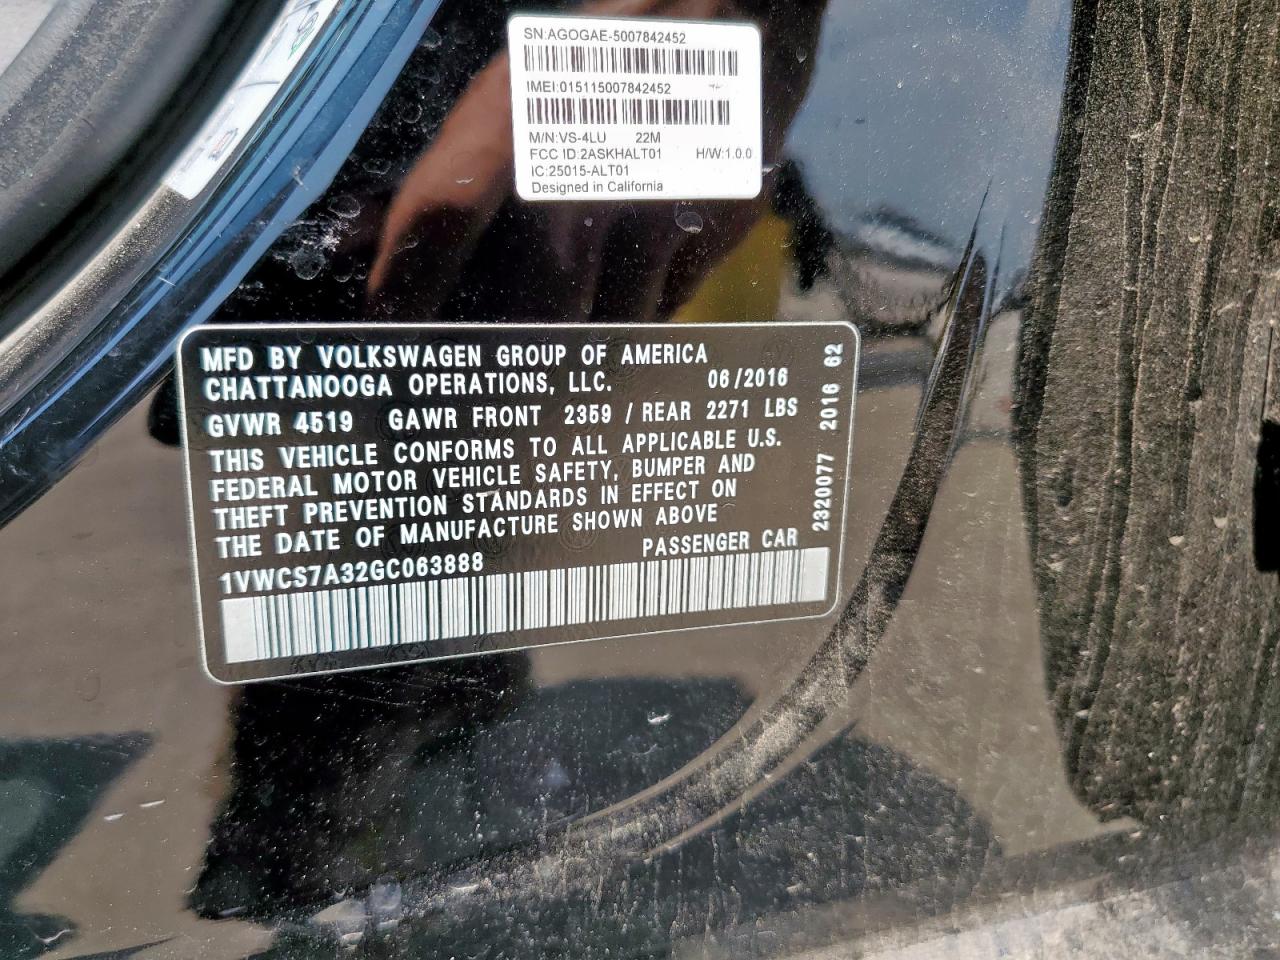 SN:AGOGAE-5007842452
IMEI:015115007842452
M/N:VS-4LU 22M
FCC ID:2ASKHALT01 H/W:1.0.0
IC:25015-ALT01
Designed in California
MFD BY VOLKSWAGEN GROUP OF AMERICA
CHATTANOOGA OPERATIONS, LLC. 06/2016
GVWR 4519 GAWR FRONT 2359 / REAR 2271 LBS
THIS VEHICLE CONFORMS TO ALL APPLICABLE U.S.
FEDERAL MOTOR VEHICLE SAFETY, BUMPER AND
THEFT PREVENTION STANDARDS IN EFFECT ON
THE DATE OF MANUFACTURE SHOWN ABOVE
PASSENGER CAR
1VWCS7A32GC063888
2320077 2016 62